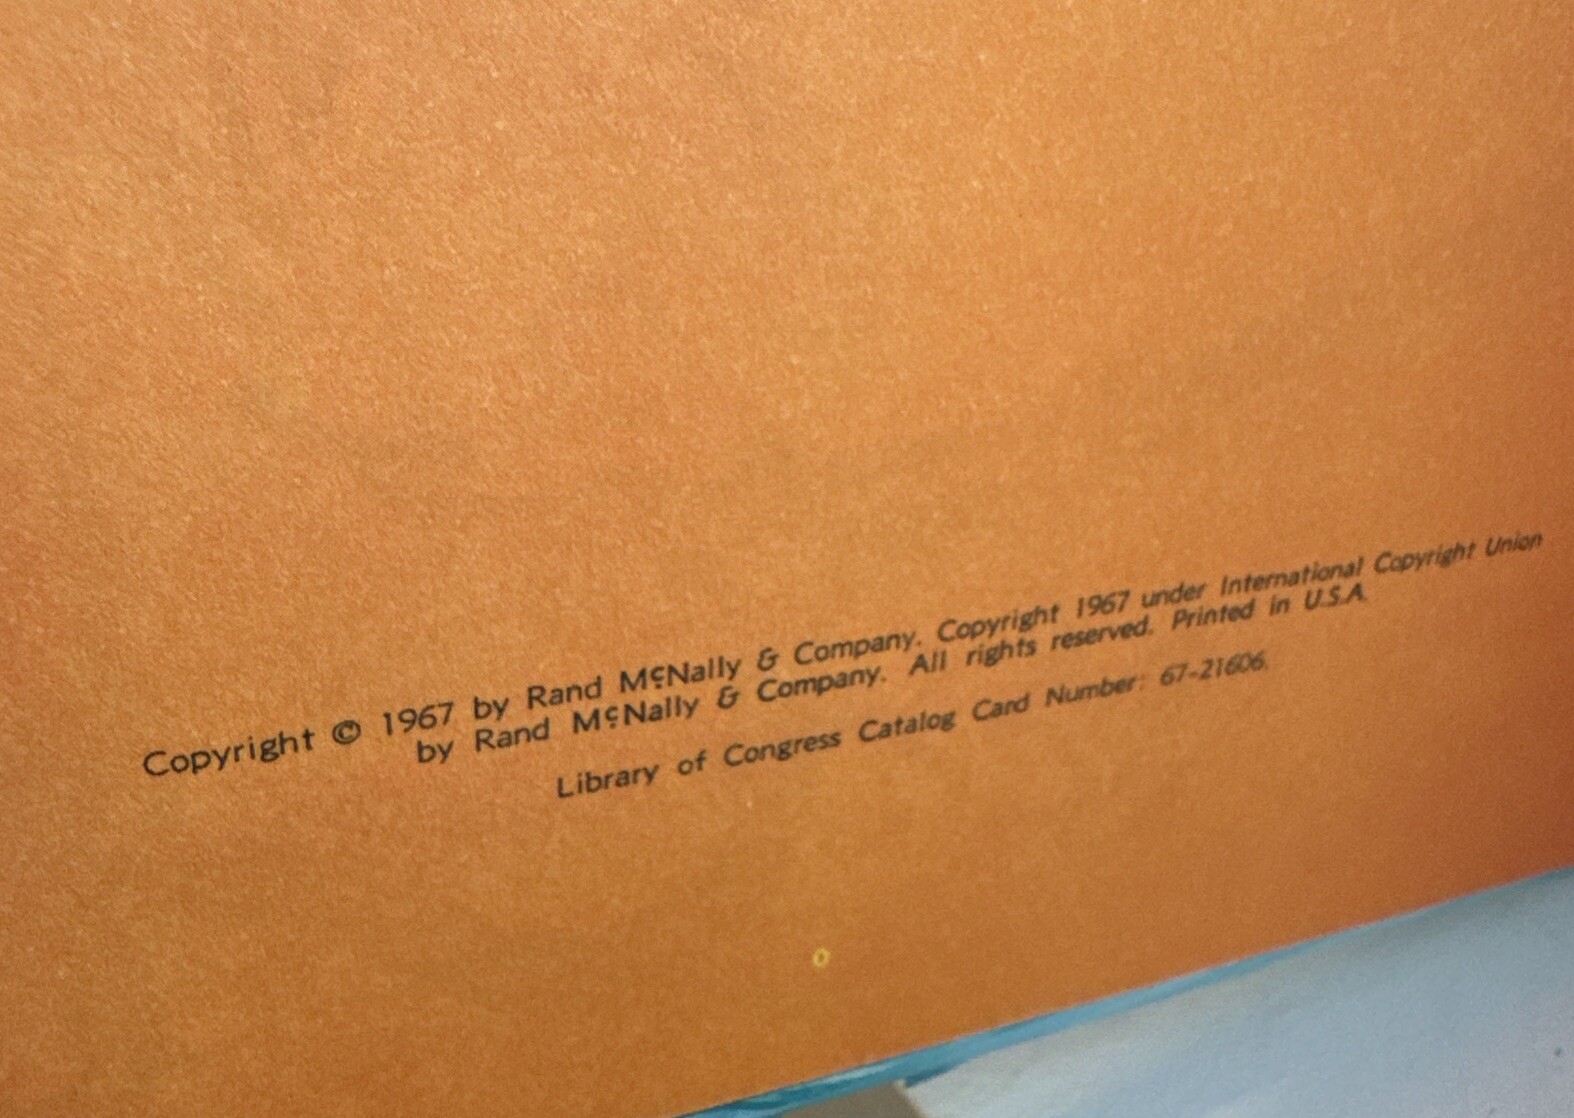 Copyright © 1967 by Rand McNally & Company. Copyright 1967 under International Copyright Union
by Rand McNally & Company. All rights reserved. Printed in U.S.A.
Library of Congress Catalog Card Number: 67-21606.